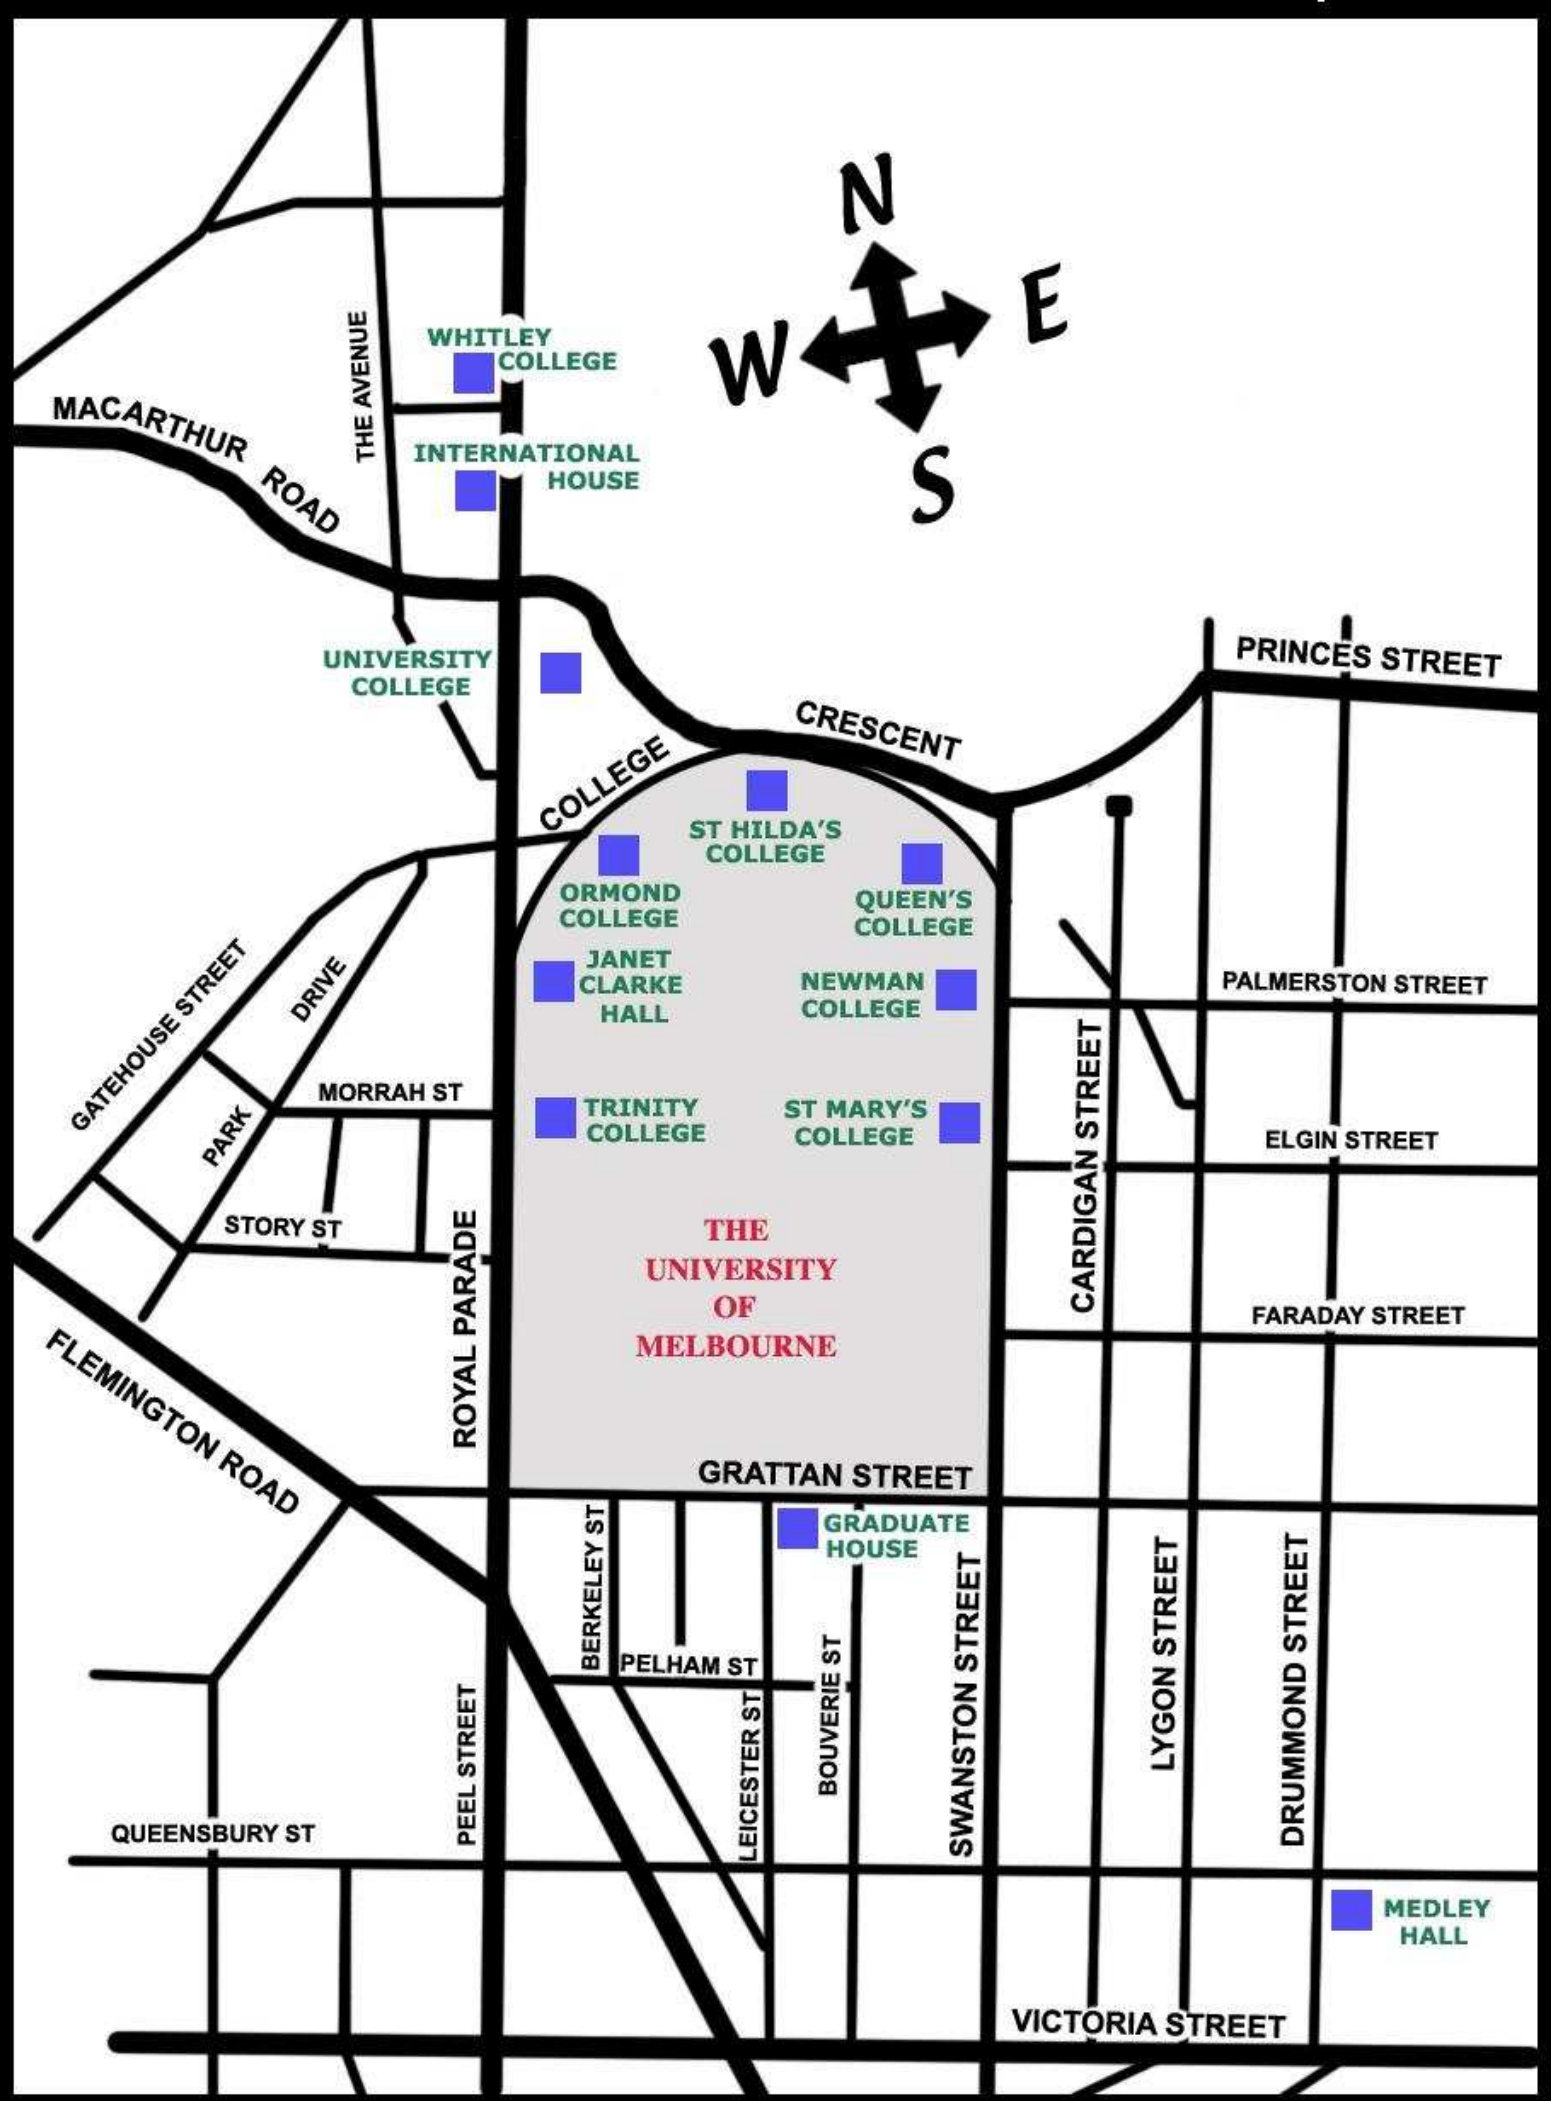 N
E
W
S
WHITLEY
COLLEGE
THE AVENUE
MACARTHUR ROAD
INTERNATIONAL
HOUSE
UNIVERSITY
COLLEGE
PRINCES STREET
COLLEGE CRESCENT
ST HILDA'S
COLLEGE
ORMOND
COLLEGE
QUEEN'S
COLLEGE
JANET
CLARKE
HALL
NEWMAN
COLLEGE
PALMERSTON STREET
GATEHOUSE STREET
PARK DRIVE
MORRAH ST
TRINITY
COLLEGE
ST MARY'S
COLLEGE
CARDIGAN STREET
ELGIN STREET
STORY ST
ROYAL PARADE
THE
UNIVERSITY
OF
MELBOURNE
FARADAY STREET
FLEMINGTON ROAD
GRATTAN STREET
GRADUATE
HOUSE
BERKELEY ST
PELHAM ST
LEICESTER ST
BOUVERIE ST
SWANSTON STREET
LYGON STREET
DRUMMOND STREET
PEEL STREET
QUEENSBURY ST
MEDLEY
HALL
VICTORIA STREET